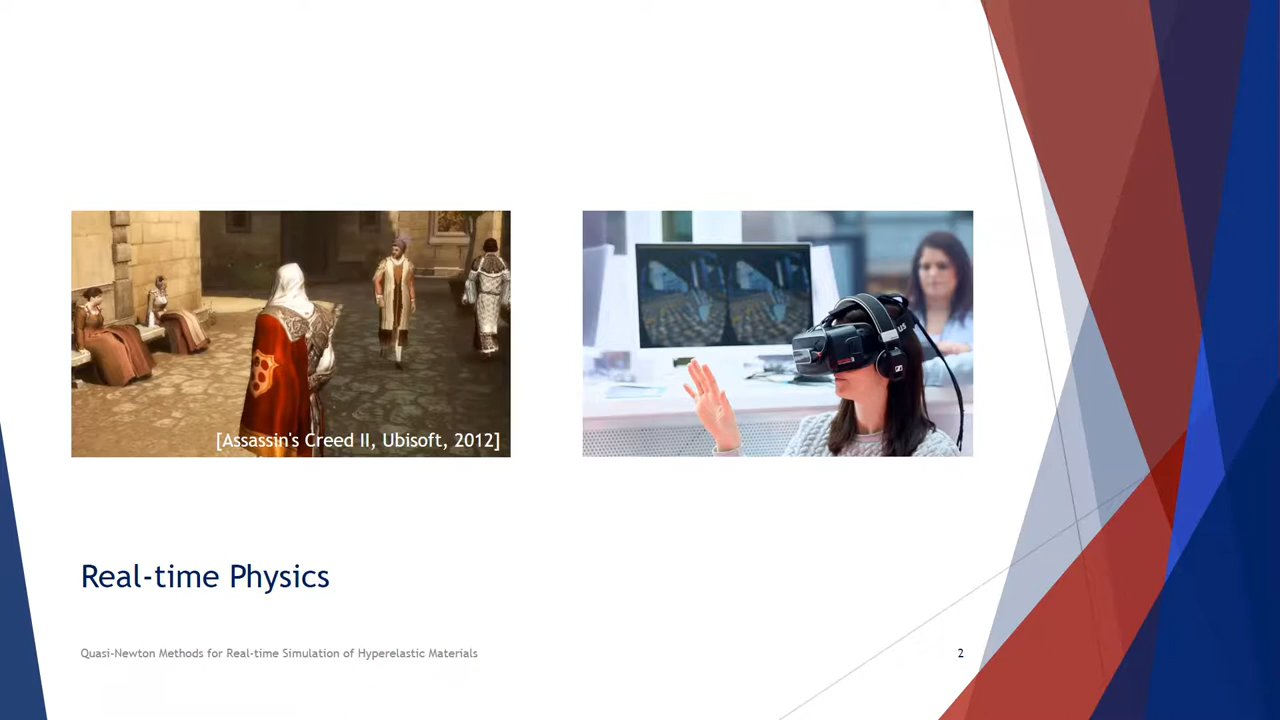 [Assassin's Creed II, Ubisoft, 2012]
us
Real-time Physics
Quasi-Newton Methods for Real-time Simulation of Hyperelastic Materials
2